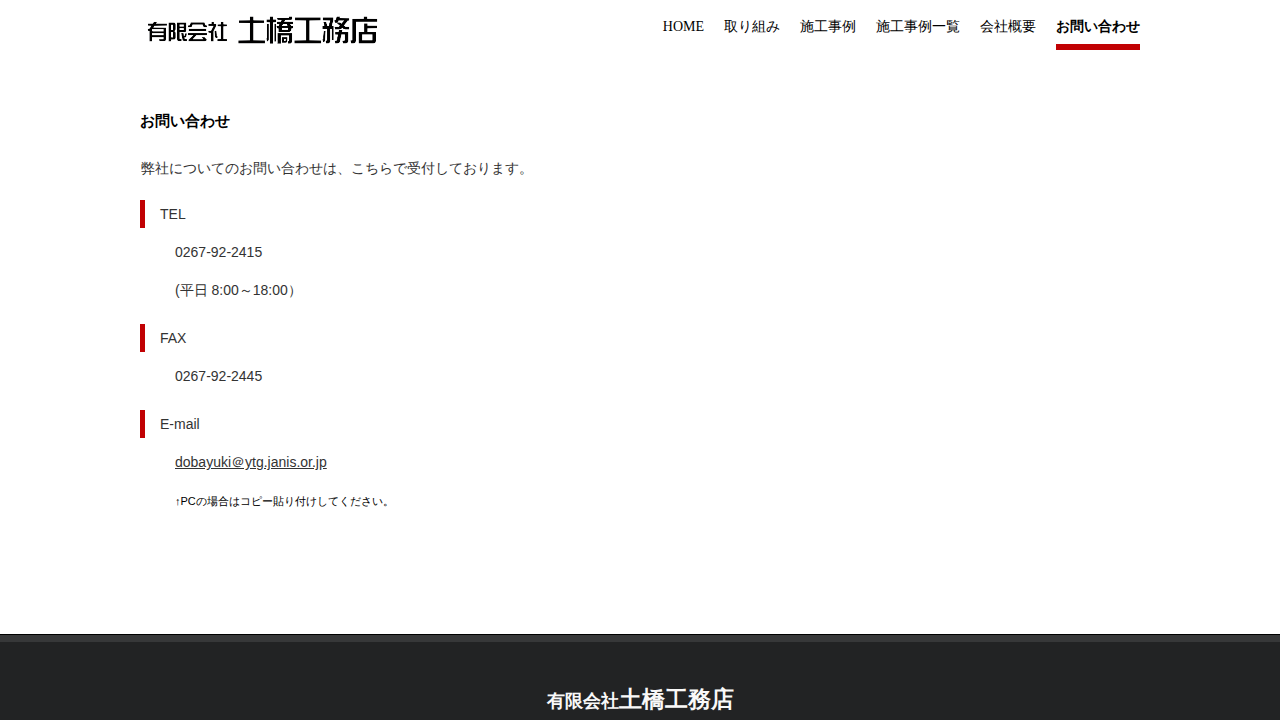 有限会社 土橋工務店
HOME 取り組み 施工事例 施工事例一覧 会社概要 お問い合わせ
お問い合わせ
弊社についてのお問い合わせは、こちらで受付しております。
TEL
0267-92-2415
(平日 8:00～18:00）
FAX
0267-92-2445
E-mail
dobayuki＠ytg.janis.or.jp
↑PCの場合はコピー貼り付けしてください。
有限会社土橋工務店